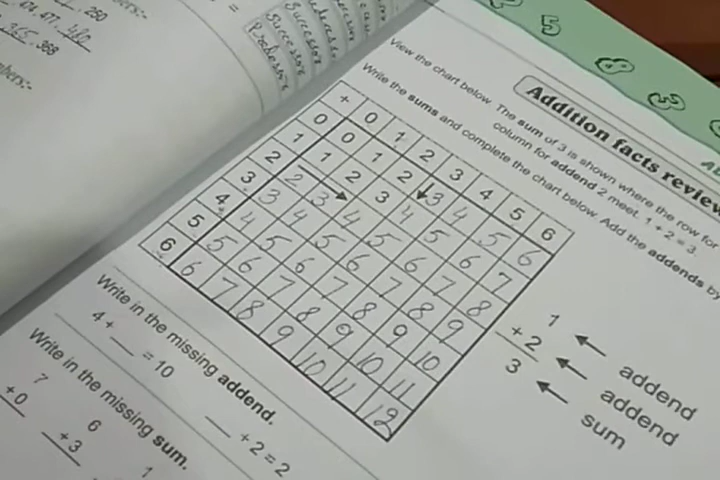 5 8 3
Addition facts review
View the chart below. The sum of 3 is shown where the row for
column for addend 2 meet. 1 + 2 = 3.
Write the sums and complete the chart below. Add the addends
+ 0 1 2 3 4 5 6
0 0 1 2 3 4 5 6
1 1 2 3 4 5 6 7
2 2 3 4 5 6 7 8
3 3 4 5 6 7 8 9
4 4 5 6 7 8 9 10
5 5 6 7 8 9 10 11
6 6 7 8 9 10 11 12
1 addend
+ 2 addend
3 sum
Write in the missing addend.
4 + __ = 10
__ + 2 = 2
Write in the missing sum.
7 6 1
+0 +3
250
368
Successor
Successor